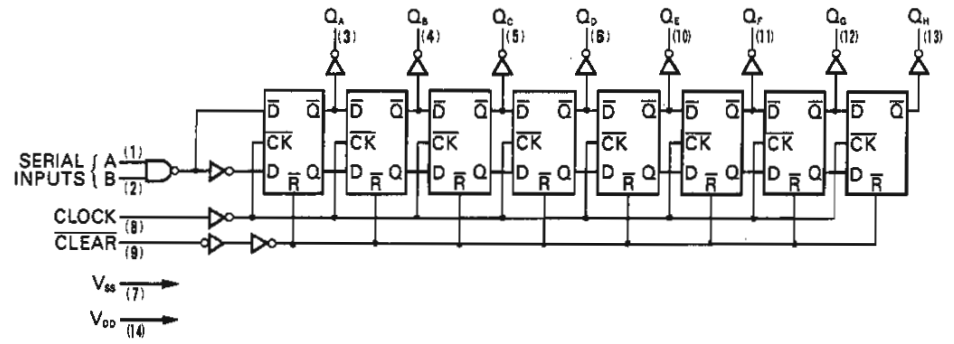 QA QB QC QD QE QF QG QH
(3) (4) (5) (6) (10) (11) (12) (13)
D̅ Q̅ D̅ Q̅ D̅ Q̅ D̅ Q̅ D̅ Q̅ D̅ Q̅ D̅ Q̅ D̅ Q̅
C̅K̅ C̅K̅ C̅K̅ C̅K̅ C̅K̅ C̅K̅ C̅K̅ C̅K̅
D Q D Q D Q D Q D Q D Q D Q D
R̅ R̅ R̅ R̅ R̅ R̅ R̅ R̅
SERIAL INPUTS { A (1)
B (2)
CLOCK (8)
C̅L̅E̅A̅R̅ (9)
VSS (7)
VDD (14)